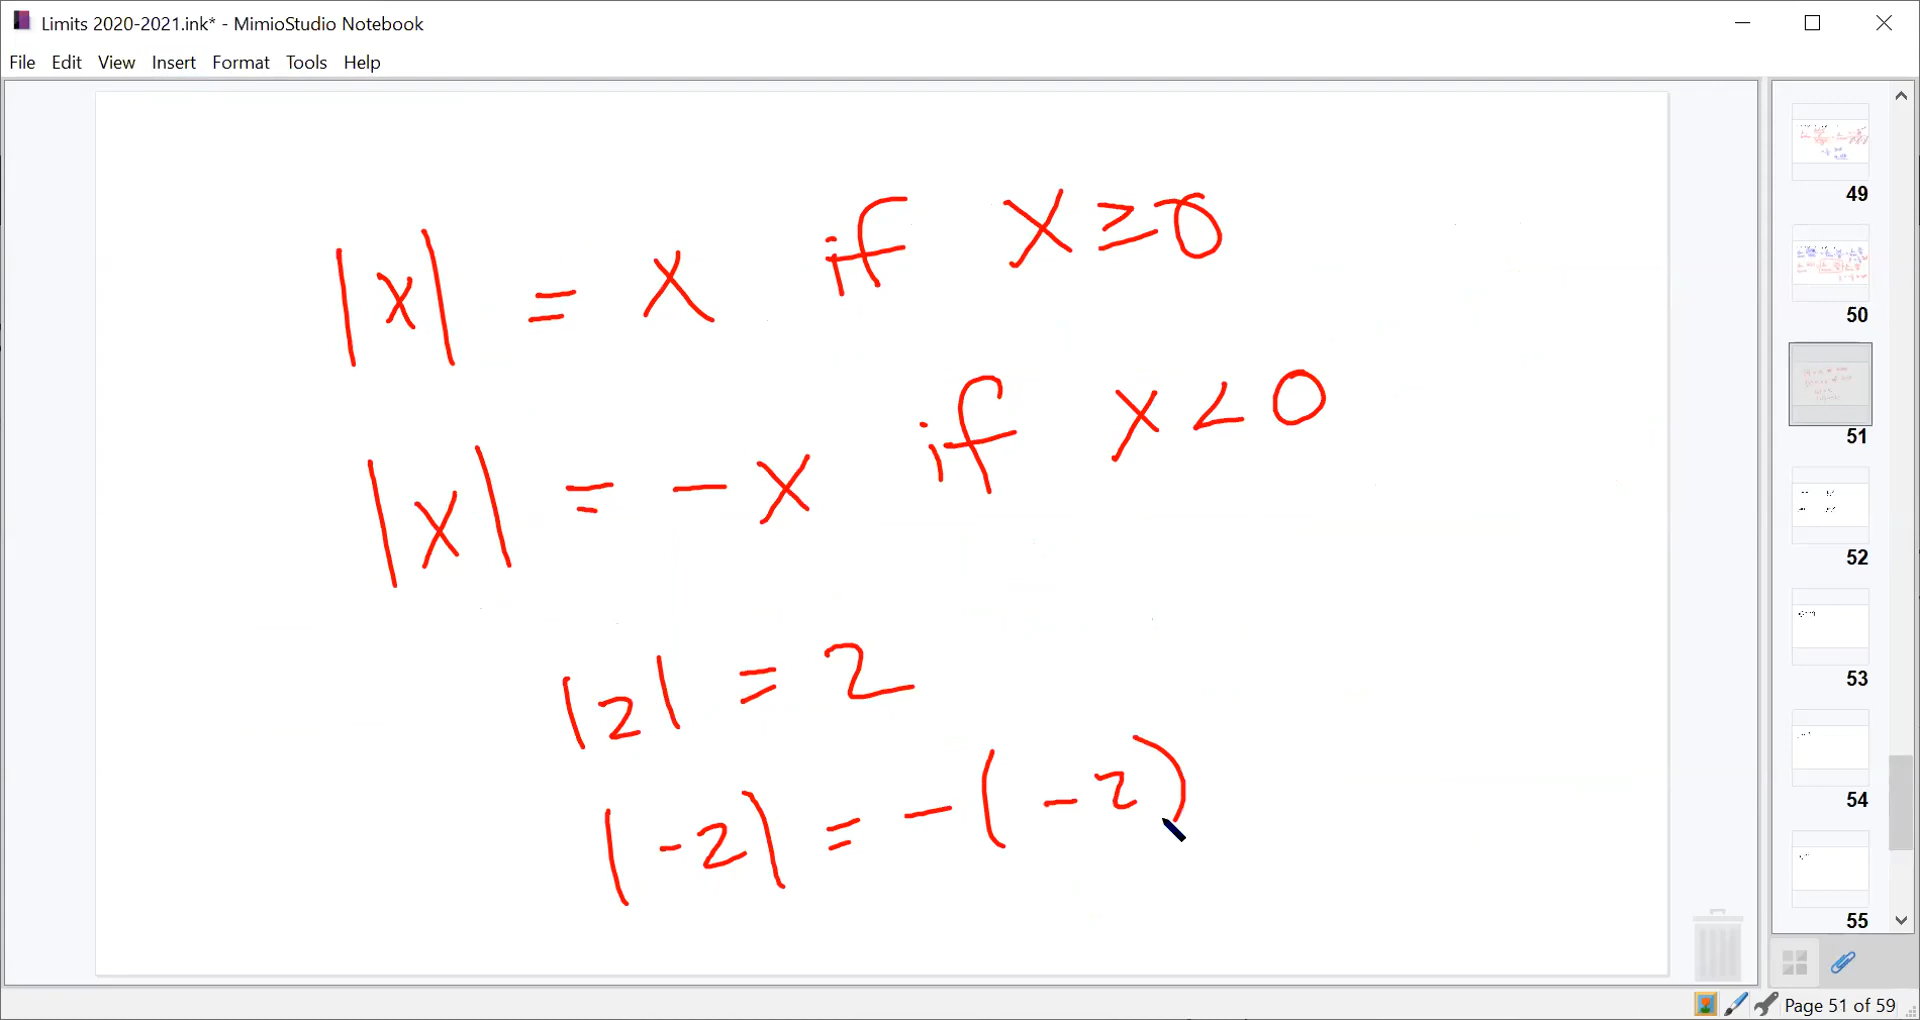 Limits 2020-2021.ink* - MimioStudio Notebook
File Edit View Insert Format Tools Help
|x| = x if x ≥ 0
|x| = - x if x < 0
|2| = 2
|-2| = -(-2)
49
50
51
52
53
54
55
Page 51 of 59